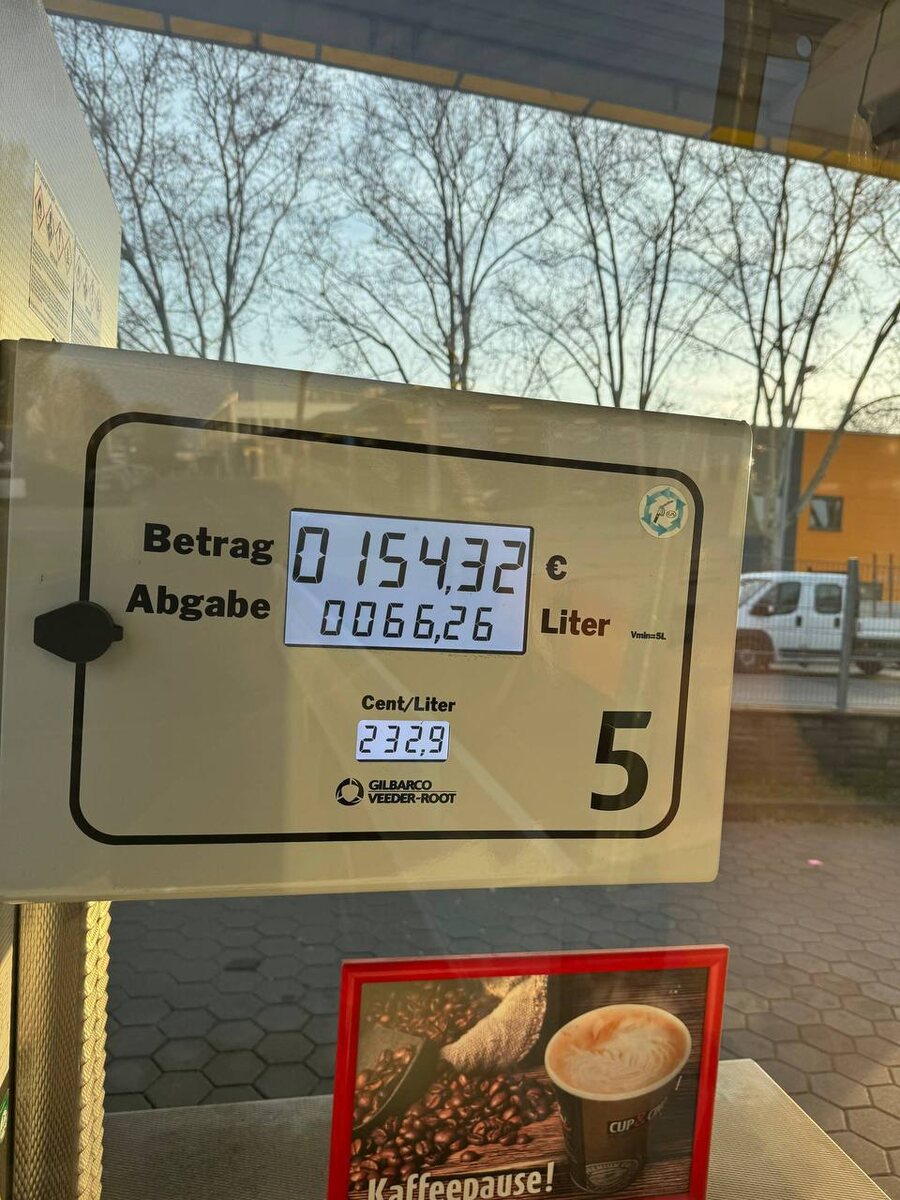 Betrag 0154,32 €
Abgabe 0066,26 Liter Vmin=5L
Cent/Liter
232,9
GILBARCO
VEEDER-ROOT
5
Kaffeepause!